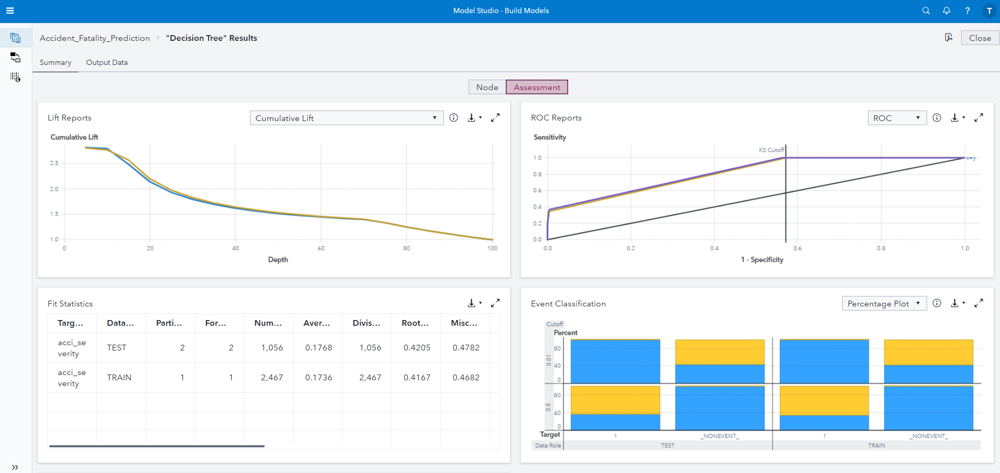 Model Studio - Build Models
?
T
Accident_Fatality_Prediction > "Decision Tree" Results
Close
Summary
Output Data
Node
Assessment
Lift Reports
Cumulative Lift
Cumulative Lift
2.5
2.0
1.5
1.0
0 20 40 60 80 100
Depth
ROC Reports
ROC
Sensitivity
KS Cutoff
1.0
x=y
0.8
0.6
0.4
0.2
0.0
0.0 0.2 0.4 0.6 0.8 1.0
1 - Specificity
Fit Statistics
Targ... Data... Parti... For... Num... Aver... Divis... Root... Misc...
acci_se
verity
TEST 2 2 1,056 0.1768 1,056 0.4205 0.4782
acci_se
verity
TRAIN 1 1 2,467 0.1736 2,467 0.4167 0.4682
Event Classification
Percentage Plot
Cutoff
Percent
0.01
80
40
0
0.5
80
40
0
Target 1 _NONEVENT_ 1 _NONEVENT_
Data Role TEST TRAIN